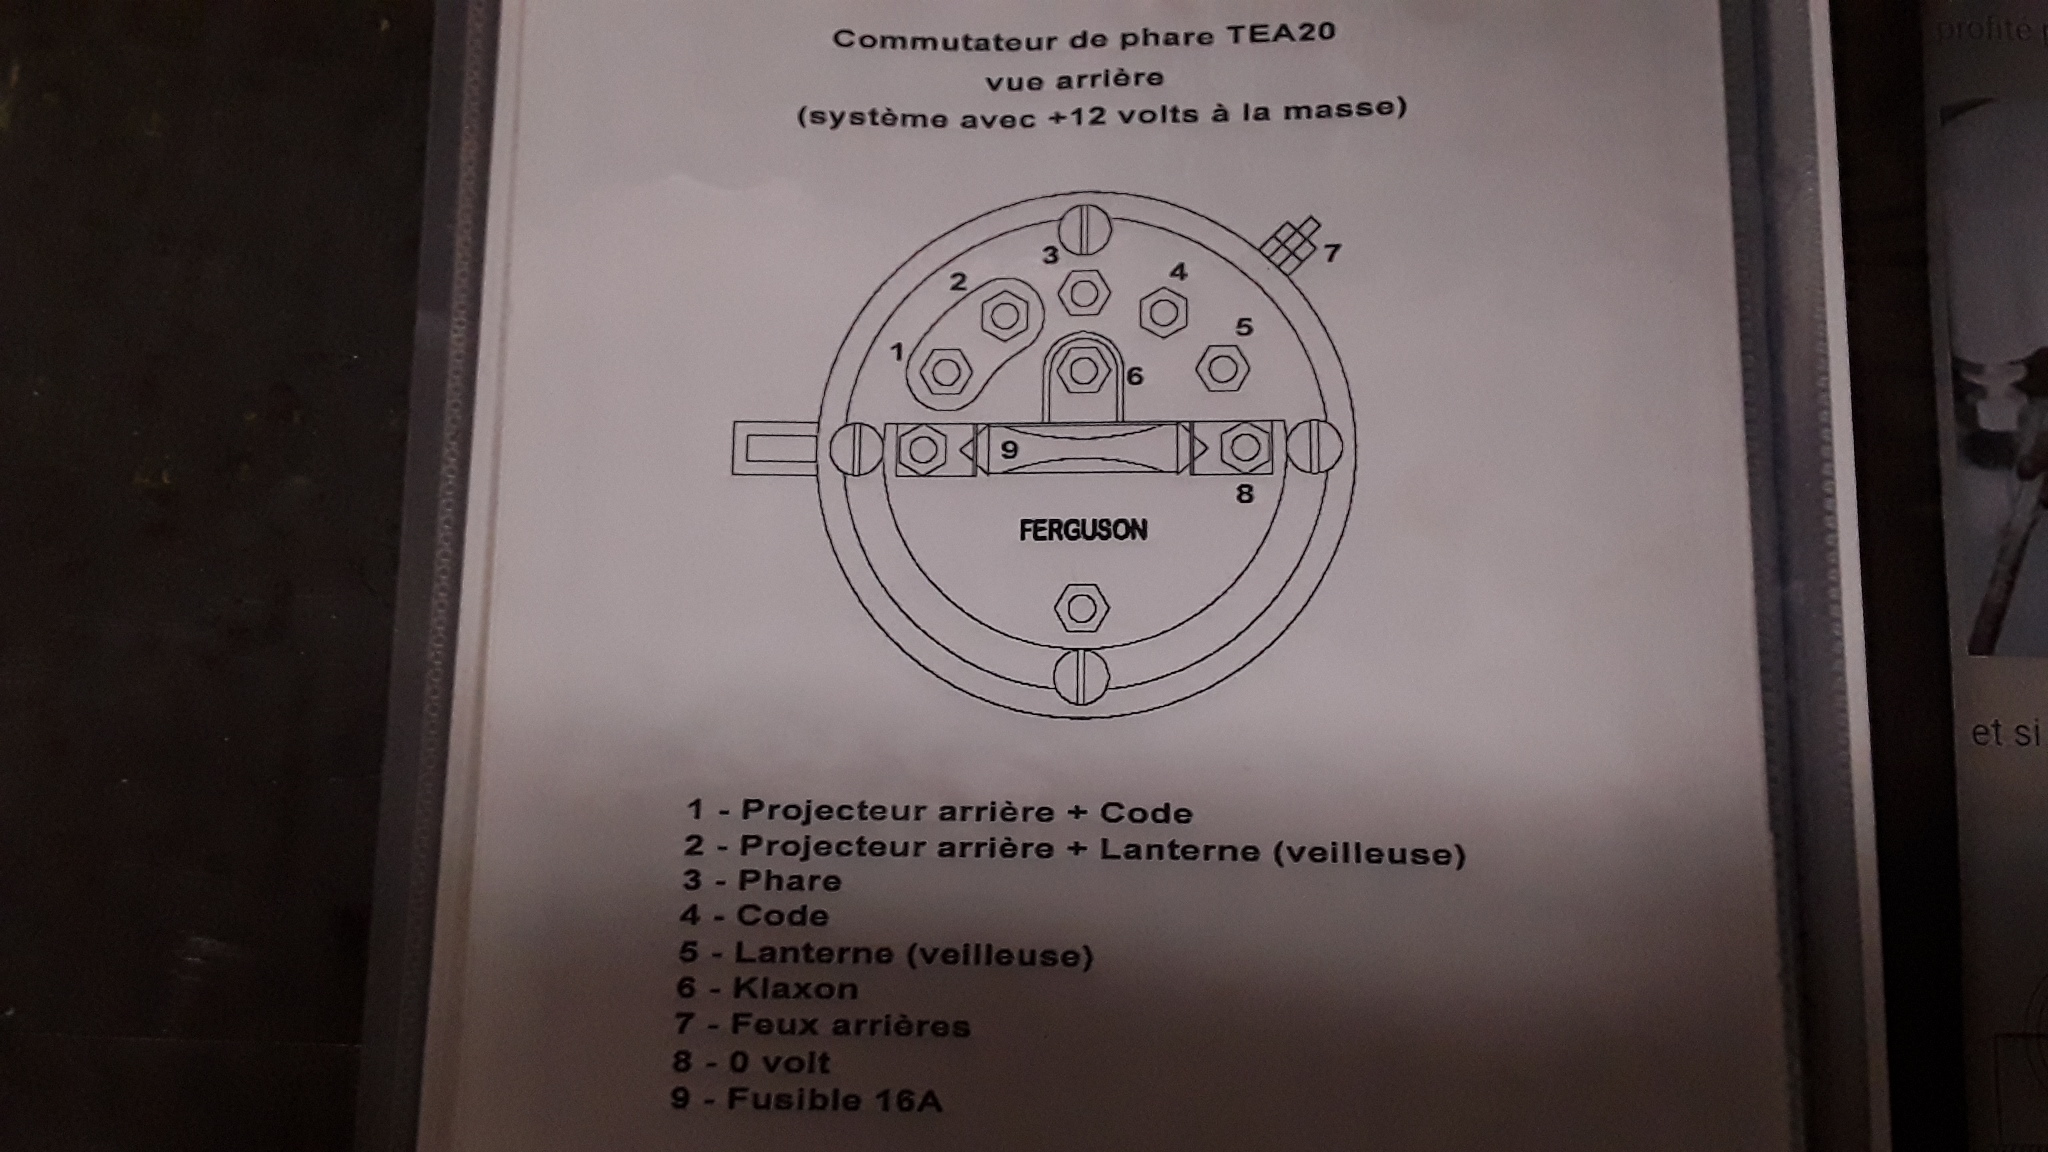 Commutateur de phare TEA20
vue arrière
(système avec +12 volts à la masse)
3
7
2
4
5
1
6
9
8
FERGUSON
1 - Projecteur arrière + Code
2 - Projecteur arrière + Lanterne (veilleuse)
3 - Phare
4 - Code
5 - Lanterne (veilleuse)
6 - Klaxon
7 - Feux arrières
8 - 0 volt
9 - Fusible 16A
profité
et si